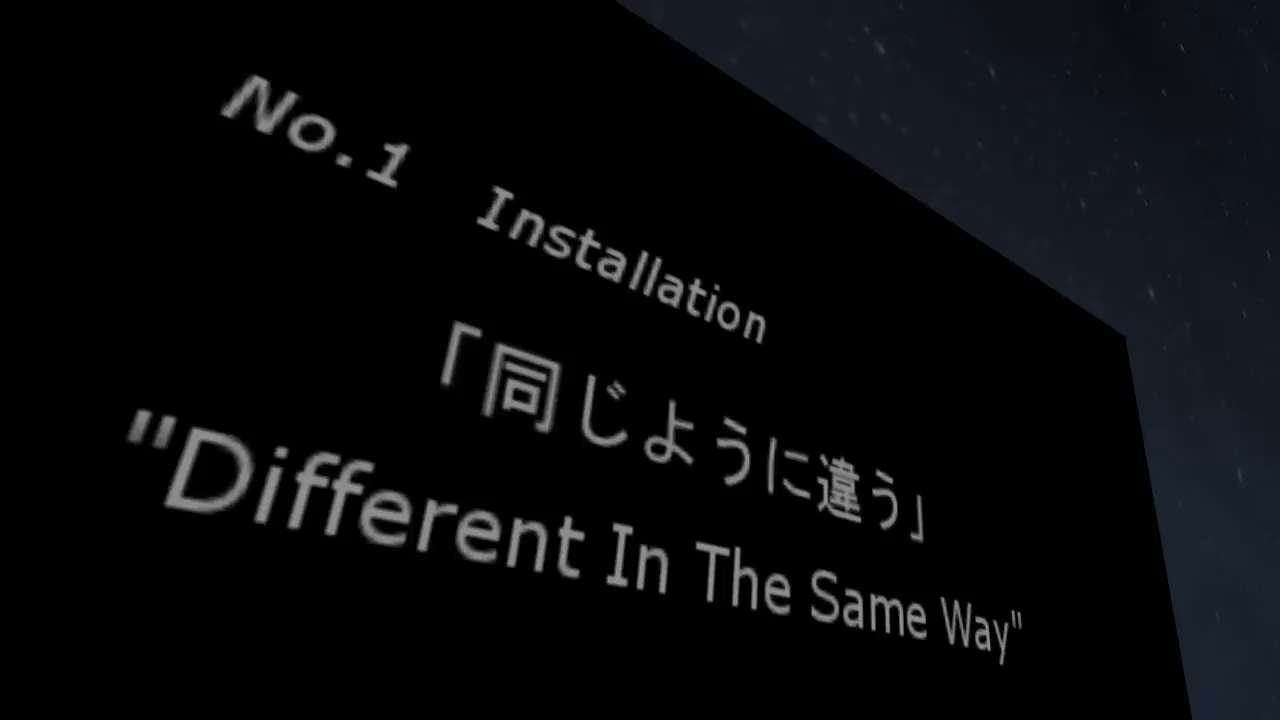 No.1 Installation
「同じように違う」
"Different In The Same Way"